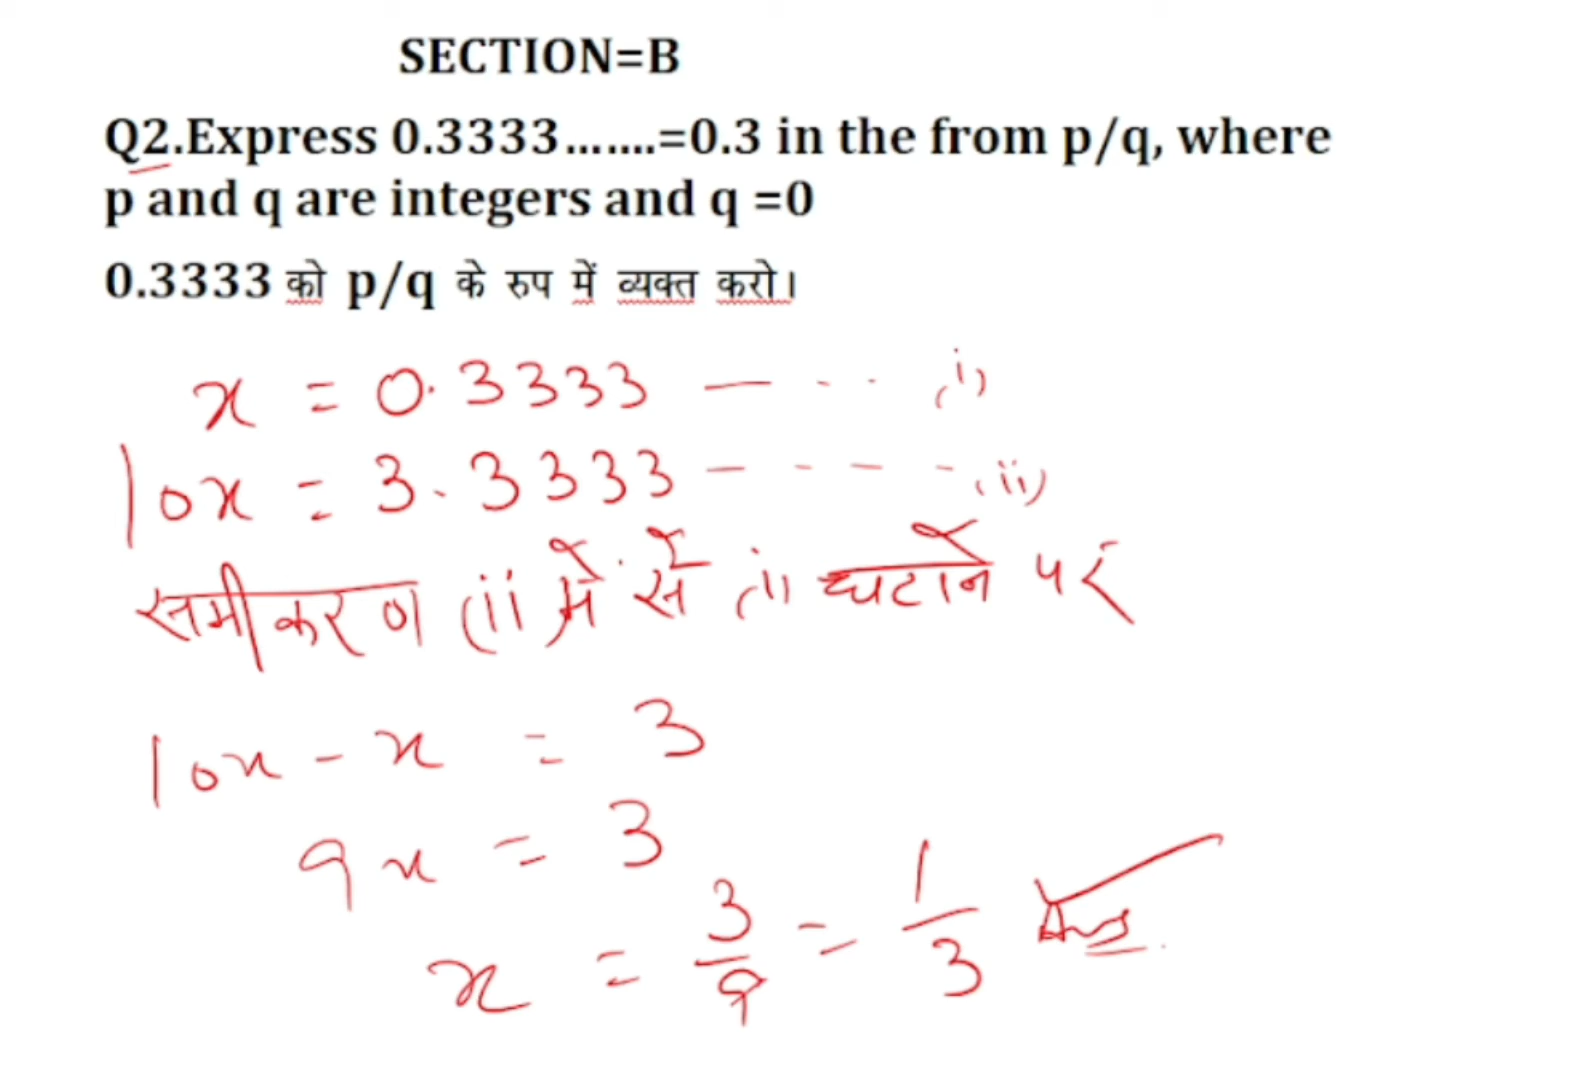 SECTION=B
Q2.Express 0.3333.......=0.3 in the from p/q, where
p and q are integers and q =0
0.3333 को p/q के रुप में व्यक्त करो।
x = 0.3333 — - - - (i)
10x = 3.3333 - - - - - (ii)
समीकरण (ii) में से (i) घटाने पर
10x - x = 3
9x = 3
x = 3/9 = 1/3 Ans.